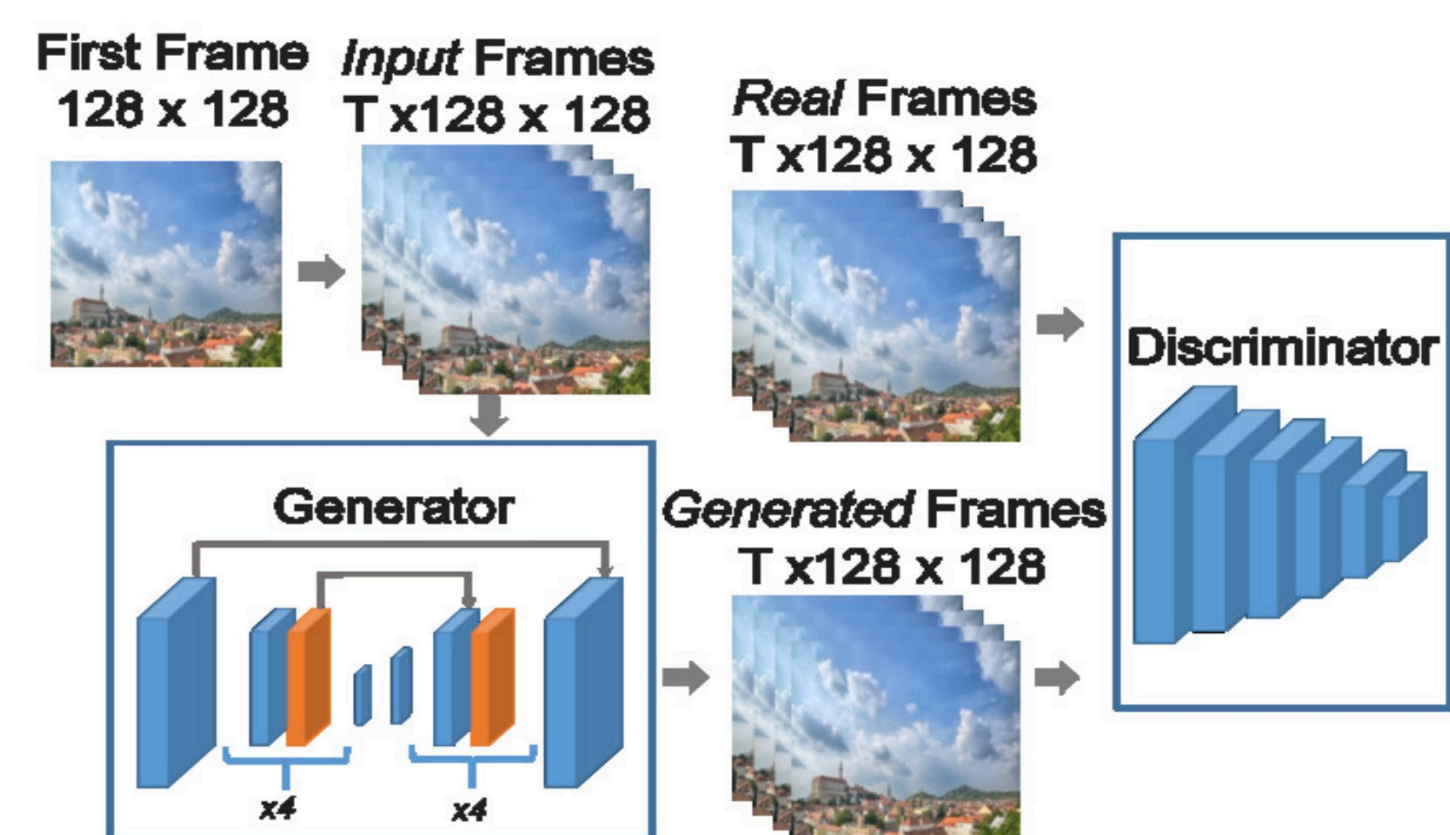 First Frame
128 x 128
Input Frames
T x128 x 128
Real Frames
T x128 x 128
Discriminator
Generator
x4
x4
Generated Frames
T x128 x 128